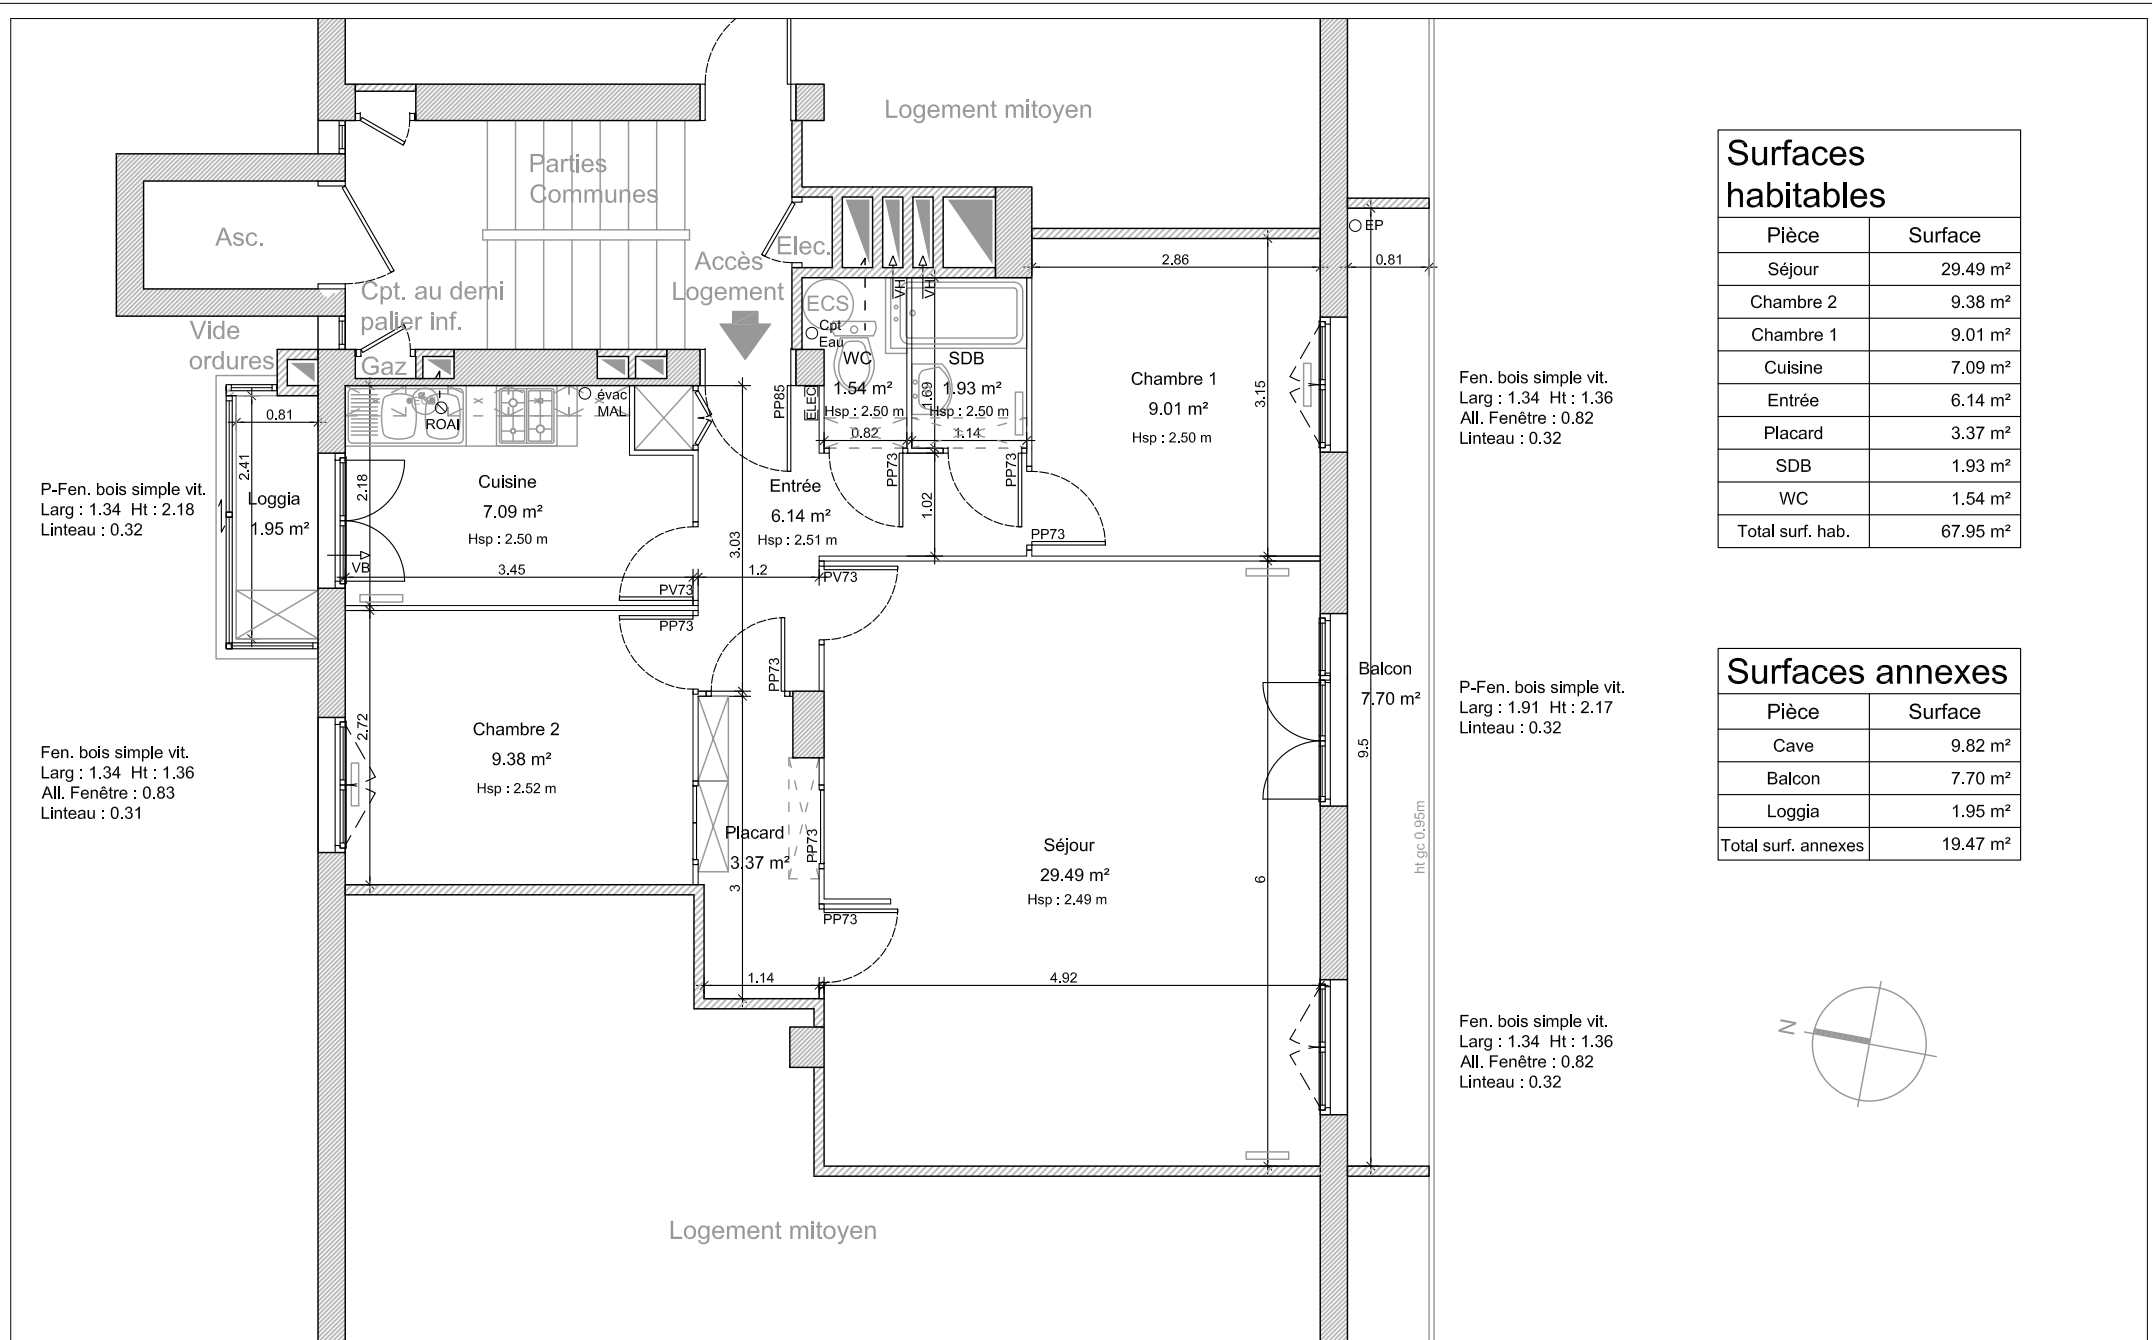 Logement mitoyen
Parties
Communes
Asc.
Elec.
Accès
Logement
Cpt. au demi
palier inf.
Vide
ordures
Gaz
ECS
Cpt
Eau
VH
VH
EP
2.86
0.81
WC
1.54 m²
Hsp : 2.50 m
0.82
SDB
1.93 m²
Hsp : 2.50 m
1.69
1.14
Chambre 1
9.01 m²
Hsp : 2.50 m
3.15
PP85
ELEC
évac
MAL
ROAI
0.81
2.41
Loggia
1.95 m²
2.18
VB
Cuisine
7.09 m²
Hsp : 2.50 m
3.45
Entrée
6.14 m²
Hsp : 2.51 m
3.03
1.2
1.02
PP73
PP73
PP73
PV73
PV73
PP73
PP73
Chambre 2
9.38 m²
Hsp : 2.52 m
2.72
Placard
3.37 m²
3
PP73
PP73
1.14
Séjour
29.49 m²
Hsp : 2.49 m
4.92
6
Balcon
7.70 m²
9.5
ht gc 0.95m
Logement mitoyen
P-Fen. bois simple vit.
Larg : 1.34 Ht : 2.18
Linteau : 0.32
Fen. bois simple vit.
Larg : 1.34 Ht : 1.36
All. Fenêtre : 0.83
Linteau : 0.31
Fen. bois simple vit.
Larg : 1.34 Ht : 1.36
All. Fenêtre : 0.82
Linteau : 0.32
P-Fen. bois simple vit.
Larg : 1.91 Ht : 2.17
Linteau : 0.32
Fen. bois simple vit.
Larg : 1.34 Ht : 1.36
All. Fenêtre : 0.82
Linteau : 0.32
Surfaces
habitables
Pièce Surface
Séjour 29.49 m²
Chambre 2 9.38 m²
Chambre 1 9.01 m²
Cuisine 7.09 m²
Entrée 6.14 m²
Placard 3.37 m²
SDB 1.93 m²
WC 1.54 m²
Total surf. hab. 67.95 m²
Surfaces annexes
Pièce Surface
Cave 9.82 m²
Balcon 7.70 m²
Loggia 1.95 m²
Total surf. annexes 19.47 m²
N